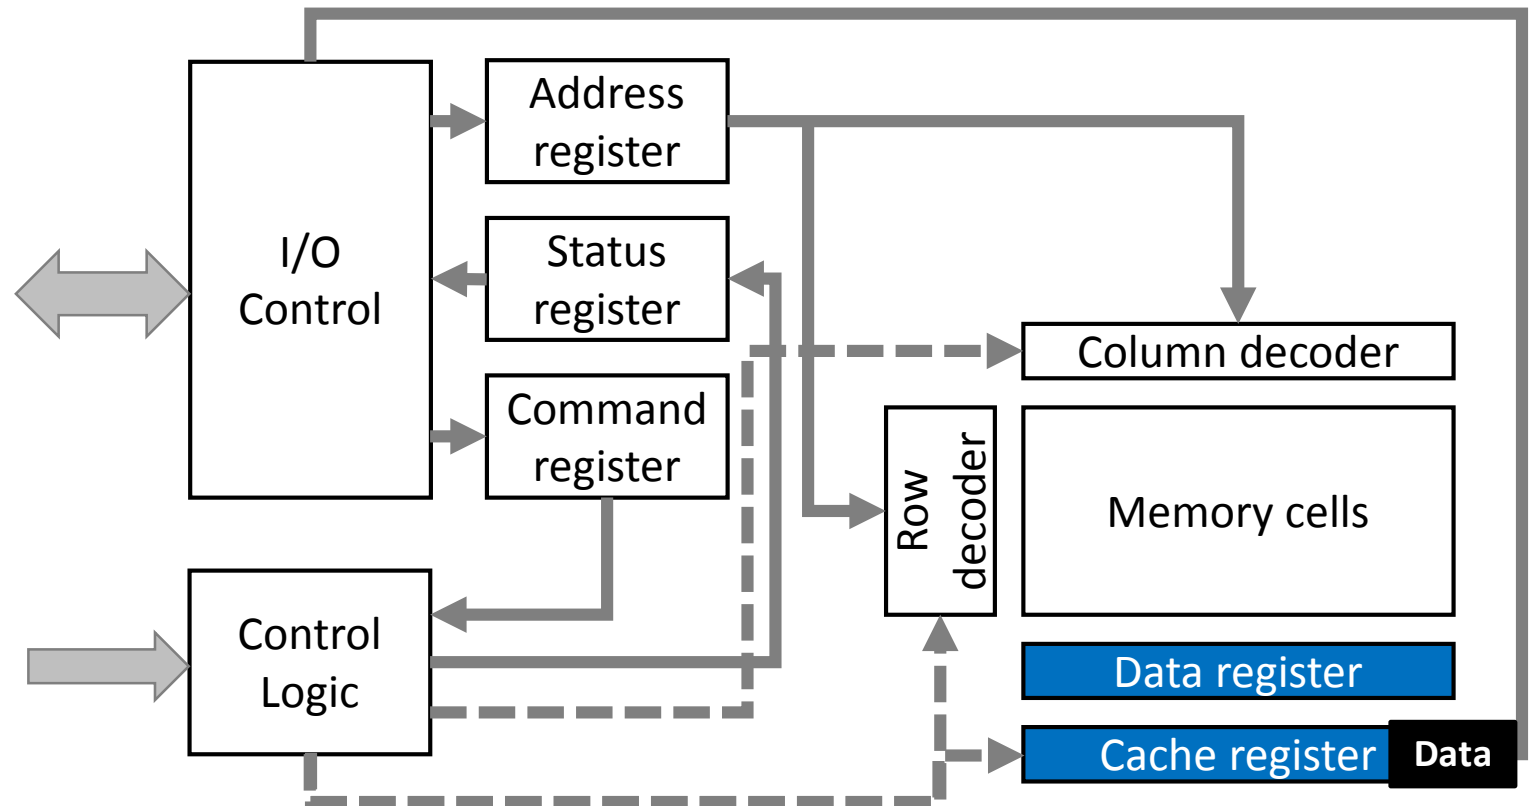 Address
register
I/O
Control
Status
register
Column decoder
Command
register
Row
decoder
Memory cells
Control
Logic
Data register
Cache register
Data